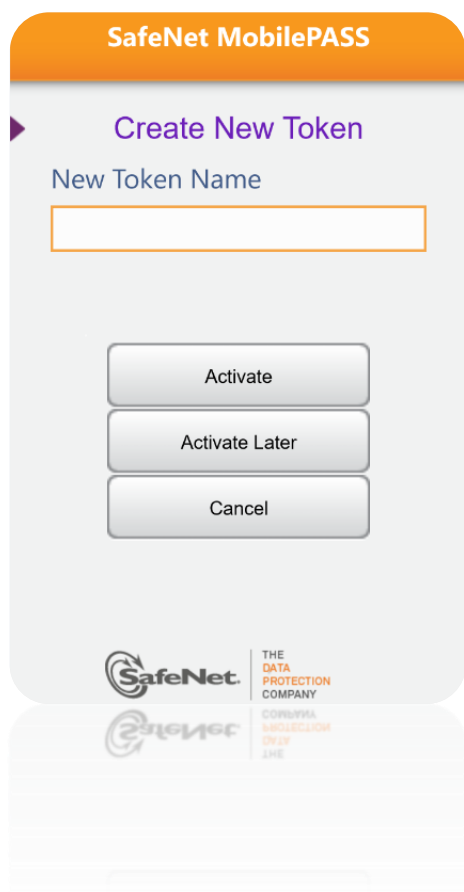 SafeNet MobilePASS
Create New Token
New Token Name
Activate
Activate Later
Cancel
SafeNet.
THE
DATA
PROTECTION
COMPANY